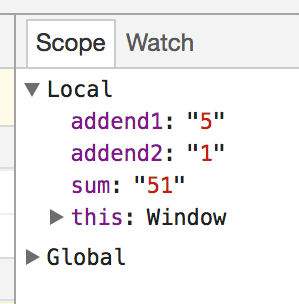 Scope Watch
Local
addend1: "5"
addend2: "1"
sum: "51"
this: Window
Global